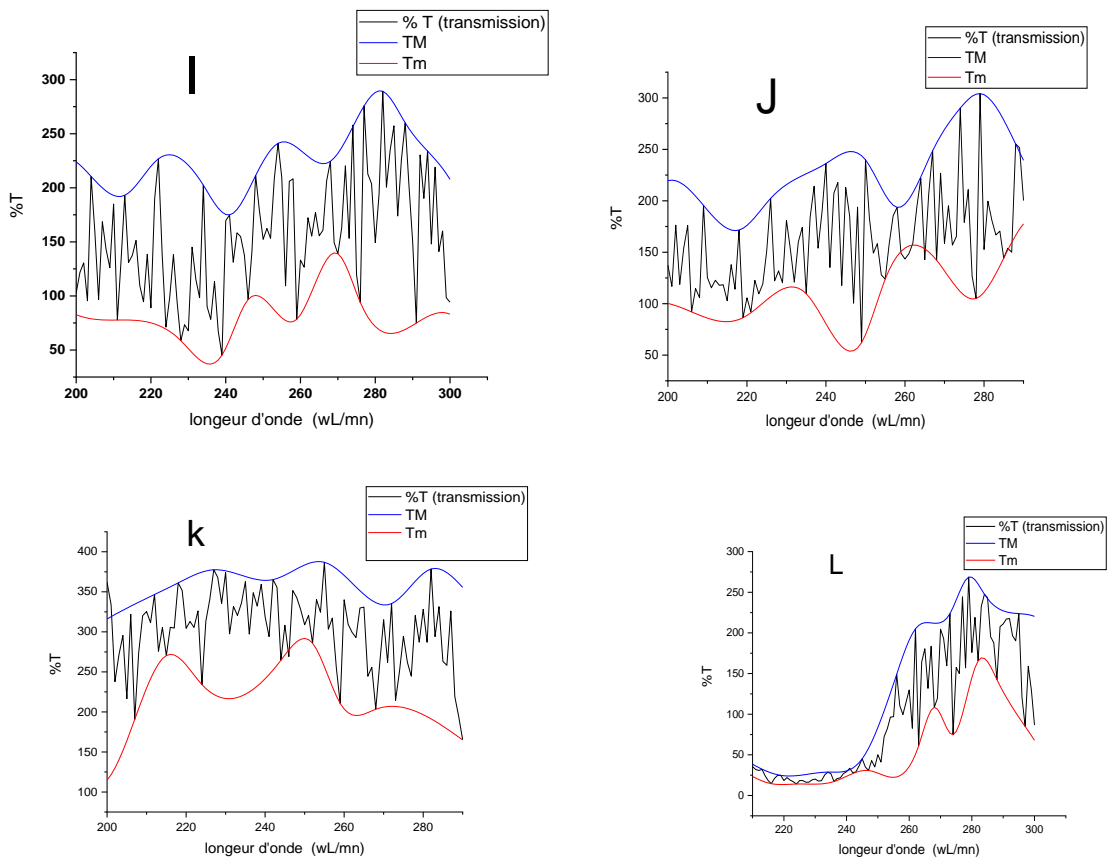 I
% T (transmission)
TM
Tm
%T
300
250
200
150
100
50
200 220 240 260 280 300
longeur d'onde (wL/mn)
J
%T (transmission)
TM
Tm
%T
300
250
200
150
100
50
200 220 240 260 280
longeur d'onde (wL/mn)
k
%T (transmission)
TM
Tm
%T
400
350
300
250
200
150
100
200 220 240 260 280
longeur d'onde (wL/mn)
L
%T (transmission)
TM
Tm
%T
300
250
200
150
100
50
0
220 240 260 280 300
longeur d'onde (wL/mn)